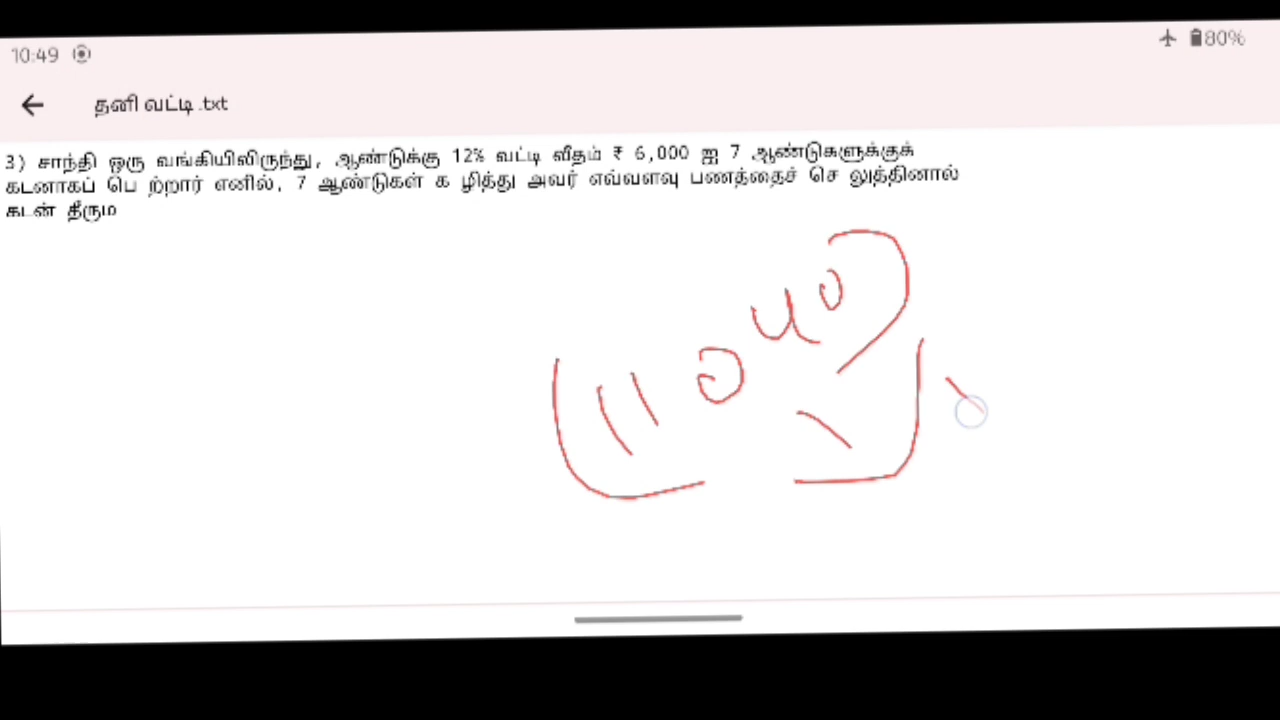 10:49 80%
தனி வட்டி .txt
3) சாந்தி ஒரு வங்கியிலிருந்து, ஆண்டுக்கு 12% வட்டி வீதம் ₹ 6,000 ஐ 7 ஆண்டுகளுக்குக்
கடனாகப் பெ ற்றார் எனில், 7 ஆண்டுகள் க ழித்து அவர் எவ்வளவு பணத்தைச் செ லுத்தினால்
கடன் தீரும
11040